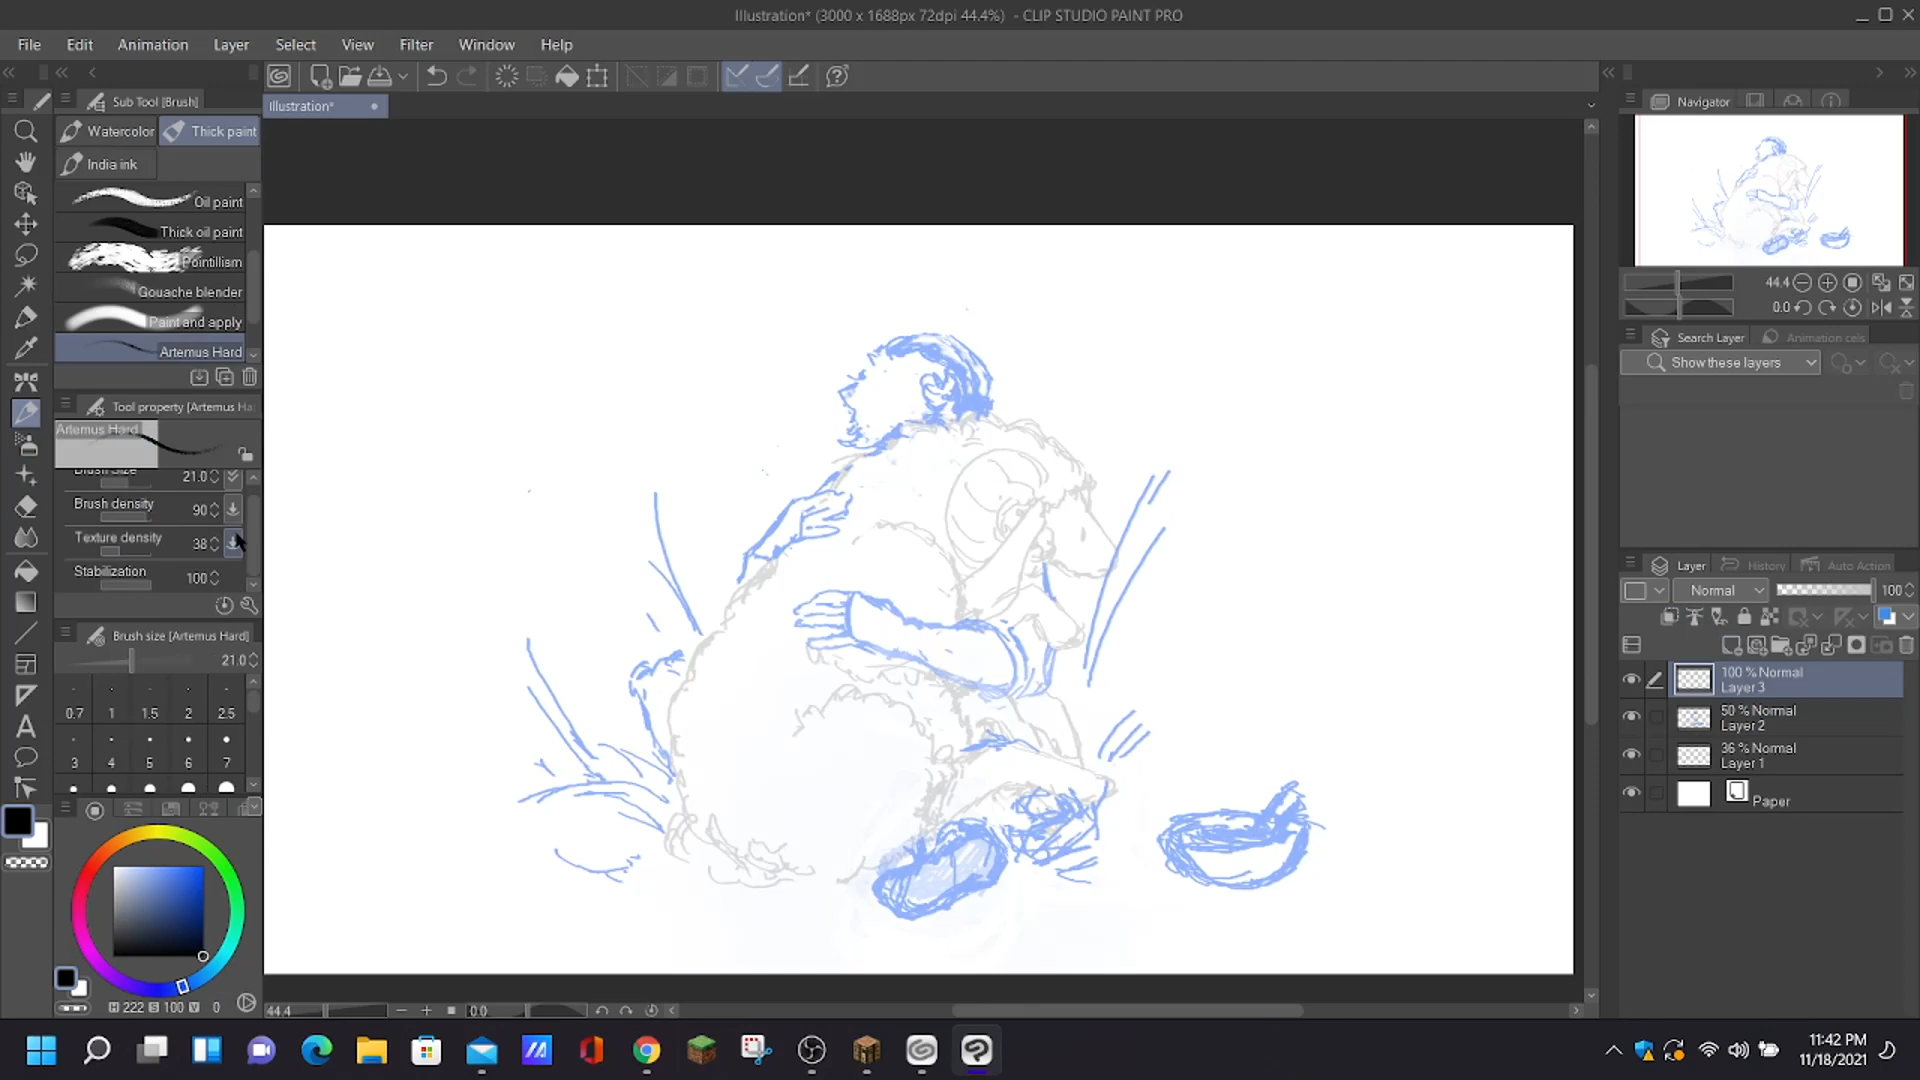 Illustration* (3000 x 1688px 72dpi 44.4%) - CLIP STUDIO PAINT PRO
File Edit Animation Layer Select View Filter Window Help
Sub Tool [Brush]
Illustration*
Navigator
Watercolor Thick paint
India ink
Oil paint
Thick oil paint
Pointillism
Gouache blender
Paint and apply
Artemus Hard
44.4
0.0
Search Layer Animation cels
Show these layers
Tool property [Artemus Ha
Artemus Hard
Brush Size 21.0
Brush density 90
Texture density 38
Stabilization 100
Layer History Auto Action
Normal 100
Brush size [Artemus Hard]
21.0
0.7 1 1.5 2 2.5
3 4 5 6 7
100 % Normal
Layer 3
50 % Normal
Layer 2
36 % Normal
Layer 1
Paper
H 222 S 100 V 0
44.4 0.0
11:42 PM
11/18/2021